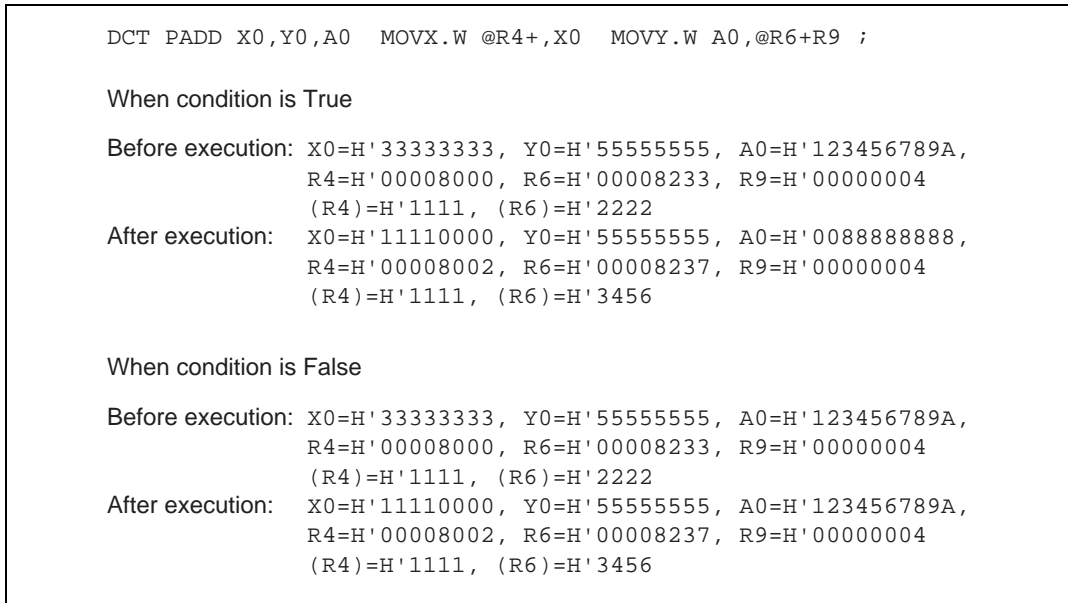 DCT PADD X0,Y0,A0 MOVX.W @R4+,X0 MOVY.W A0,@R6+R9 ;
When condition is True
Before execution: X0=H'33333333, Y0=H'55555555, A0=H'123456789A,
R4=H'00008000, R6=H'00008233, R9=H'00000004
(R4)=H'1111, (R6)=H'2222
After execution: X0=H'11110000, Y0=H'55555555, A0=H'0088888888,
R4=H'00008002, R6=H'00008237, R9=H'00000004
(R4)=H'1111, (R6)=H'3456
When condition is False
Before execution: X0=H'33333333, Y0=H'55555555, A0=H'123456789A,
R4=H'00008000, R6=H'00008233, R9=H'00000004
(R4)=H'1111, (R6)=H'2222
After execution: X0=H'11110000, Y0=H'55555555, A0=H'123456789A,
R4=H'00008002, R6=H'00008237, R9=H'00000004
(R4)=H'1111, (R6)=H'3456